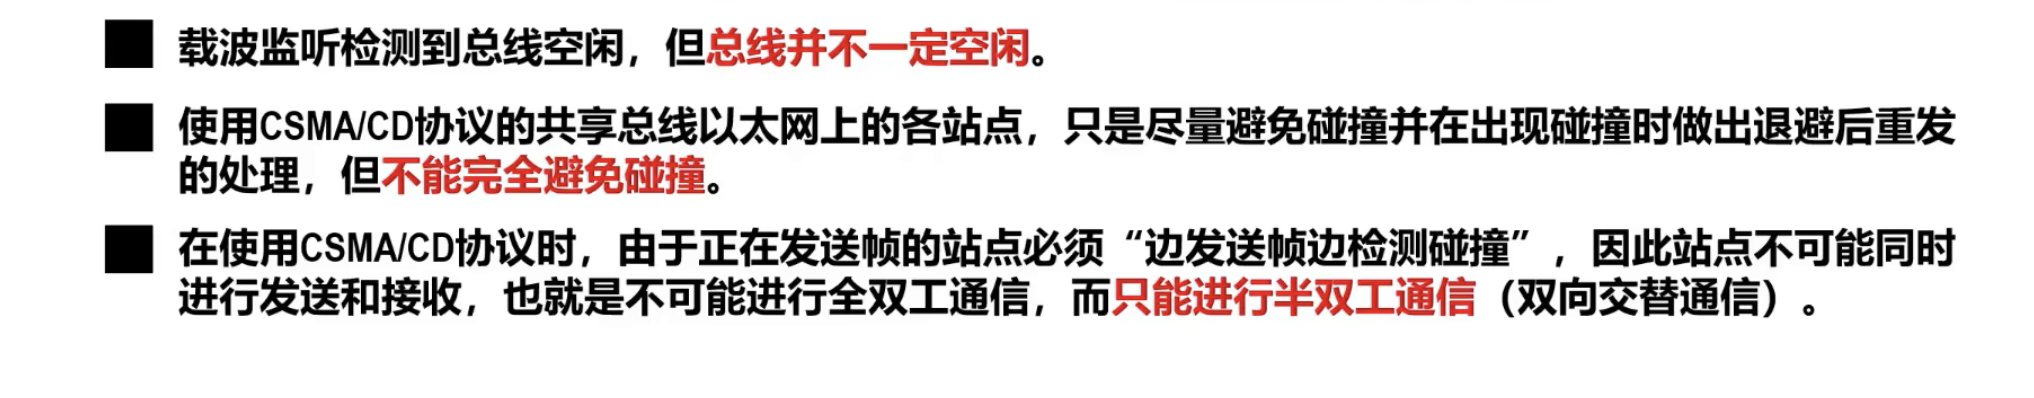 载波监听检测到总线空闲，但总线并不一定空闲。
使用CSMA/CD协议的共享总线以太网上的各站点，只是尽量避免碰撞并在出现碰撞时做出退避后重发
的处理，但不能完全避免碰撞。
在使用CSMA/CD协议时，由于正在发送帧的站点必须“边发送帧边检测碰撞”，因此站点不可能同时
进行发送和接收，也就是不可能进行全双工通信，而只能进行半双工通信（双向交替通信）。